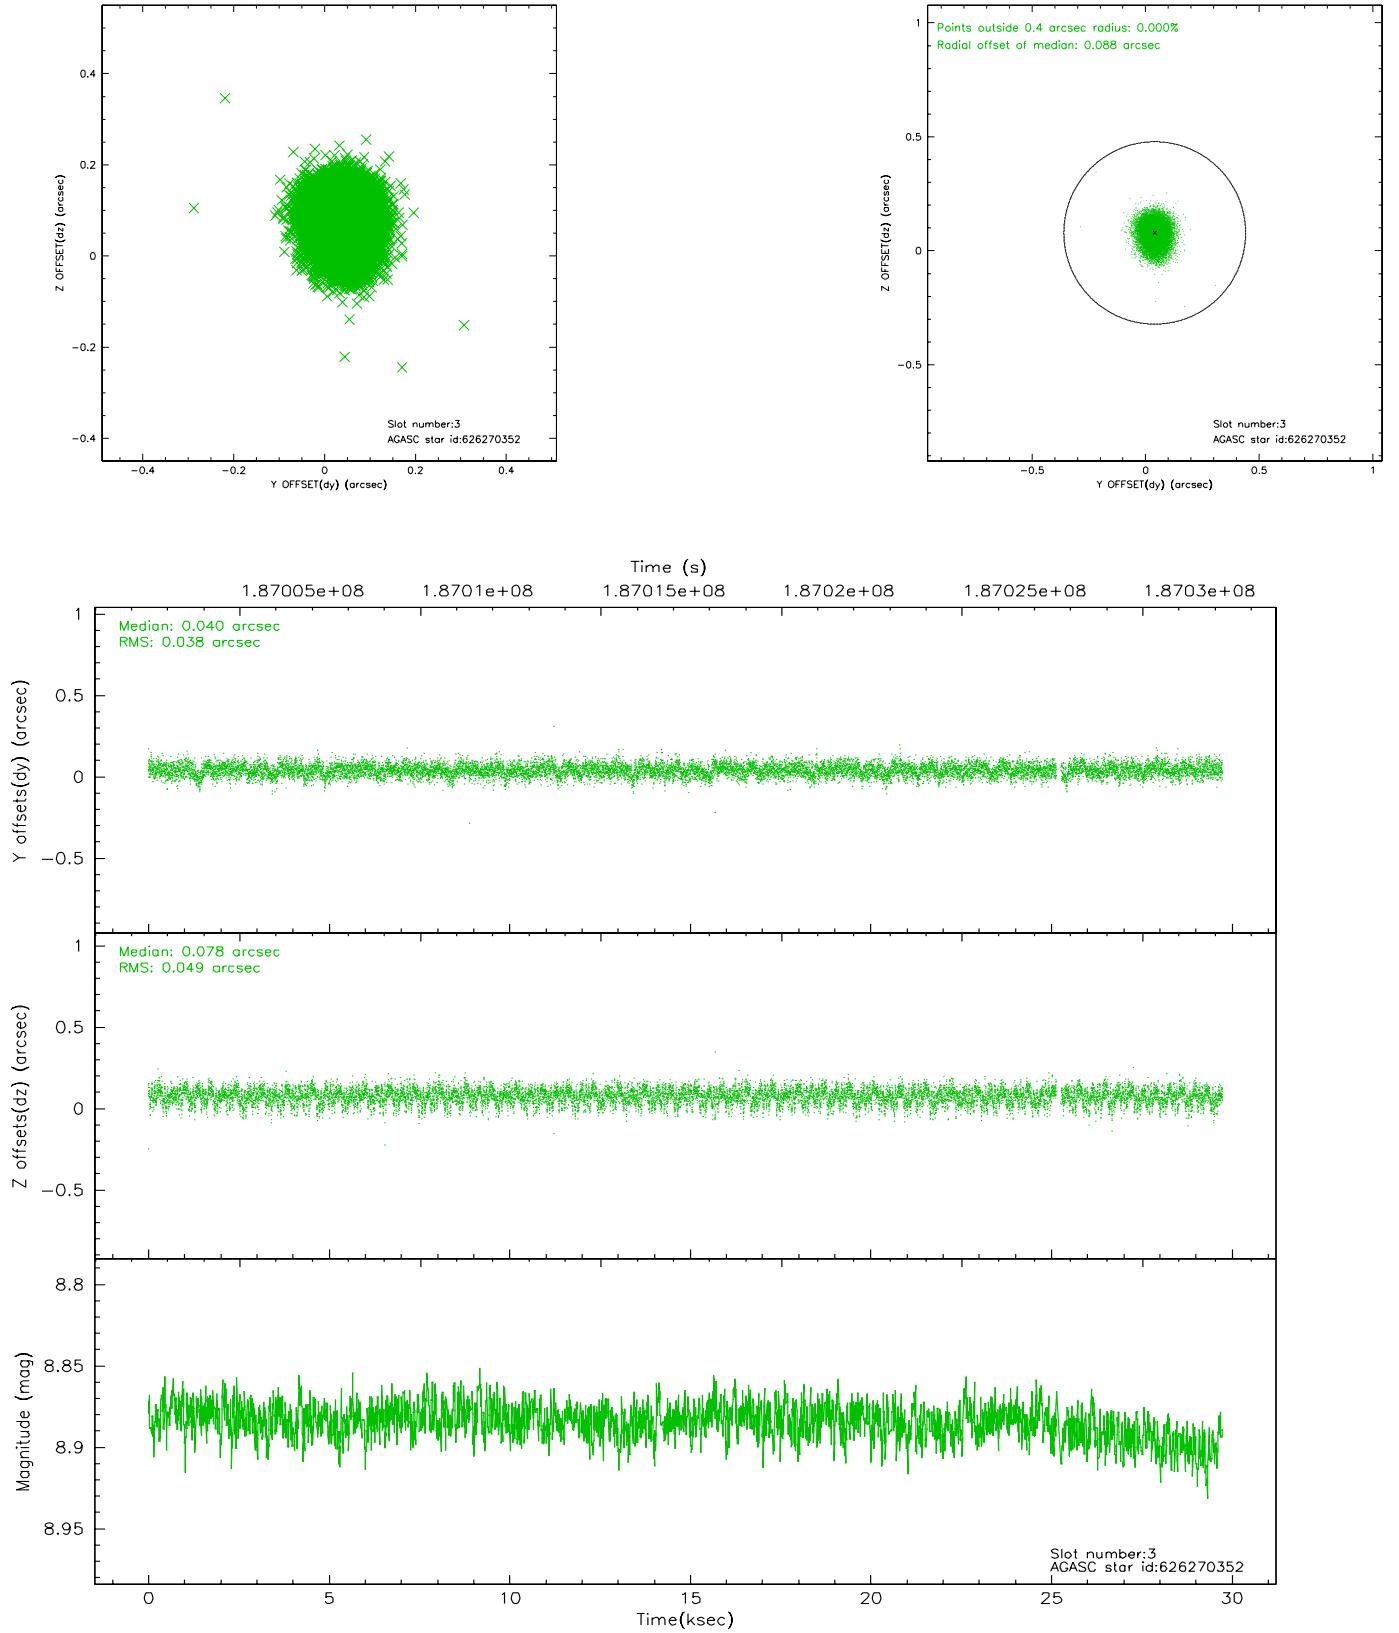 0.4
0.2
0
−0.2
−0.4
Z OFFSET(dz) (arcsec)
−0.4 −0.2 0 0.2 0.4
Y OFFSET(dy) (arcsec)
Slot number:3
AGASC star id:626270352
Points outside 0.4 arcsec radius: 0.000%
Radial offset of median: 0.088 arcsec
1
0.5
0
−0.5
Z OFFSET(dz) (arcsec)
−0.5 0 0.5 1
Y OFFSET(dy) (arcsec)
Slot number:3
AGASC star id:626270352
Time (s)
1.87005e+08 1.8701e+08 1.87015e+08 1.8702e+08 1.87025e+08 1.8703e+08
Median: 0.040 arcsec
RMS: 0.038 arcsec
1
0.5
0
−0.5
Y offsets(dy) (arcsec)
Median: 0.078 arcsec
RMS: 0.049 arcsec
1
0.5
0
−0.5
Z offsets(dz) (arcsec)
8.8
8.85
8.9
8.95
Magnitude (mag)
Slot number:3
AGASC star id:626270352
0 5 10 15 20 25 30
Time(ksec)